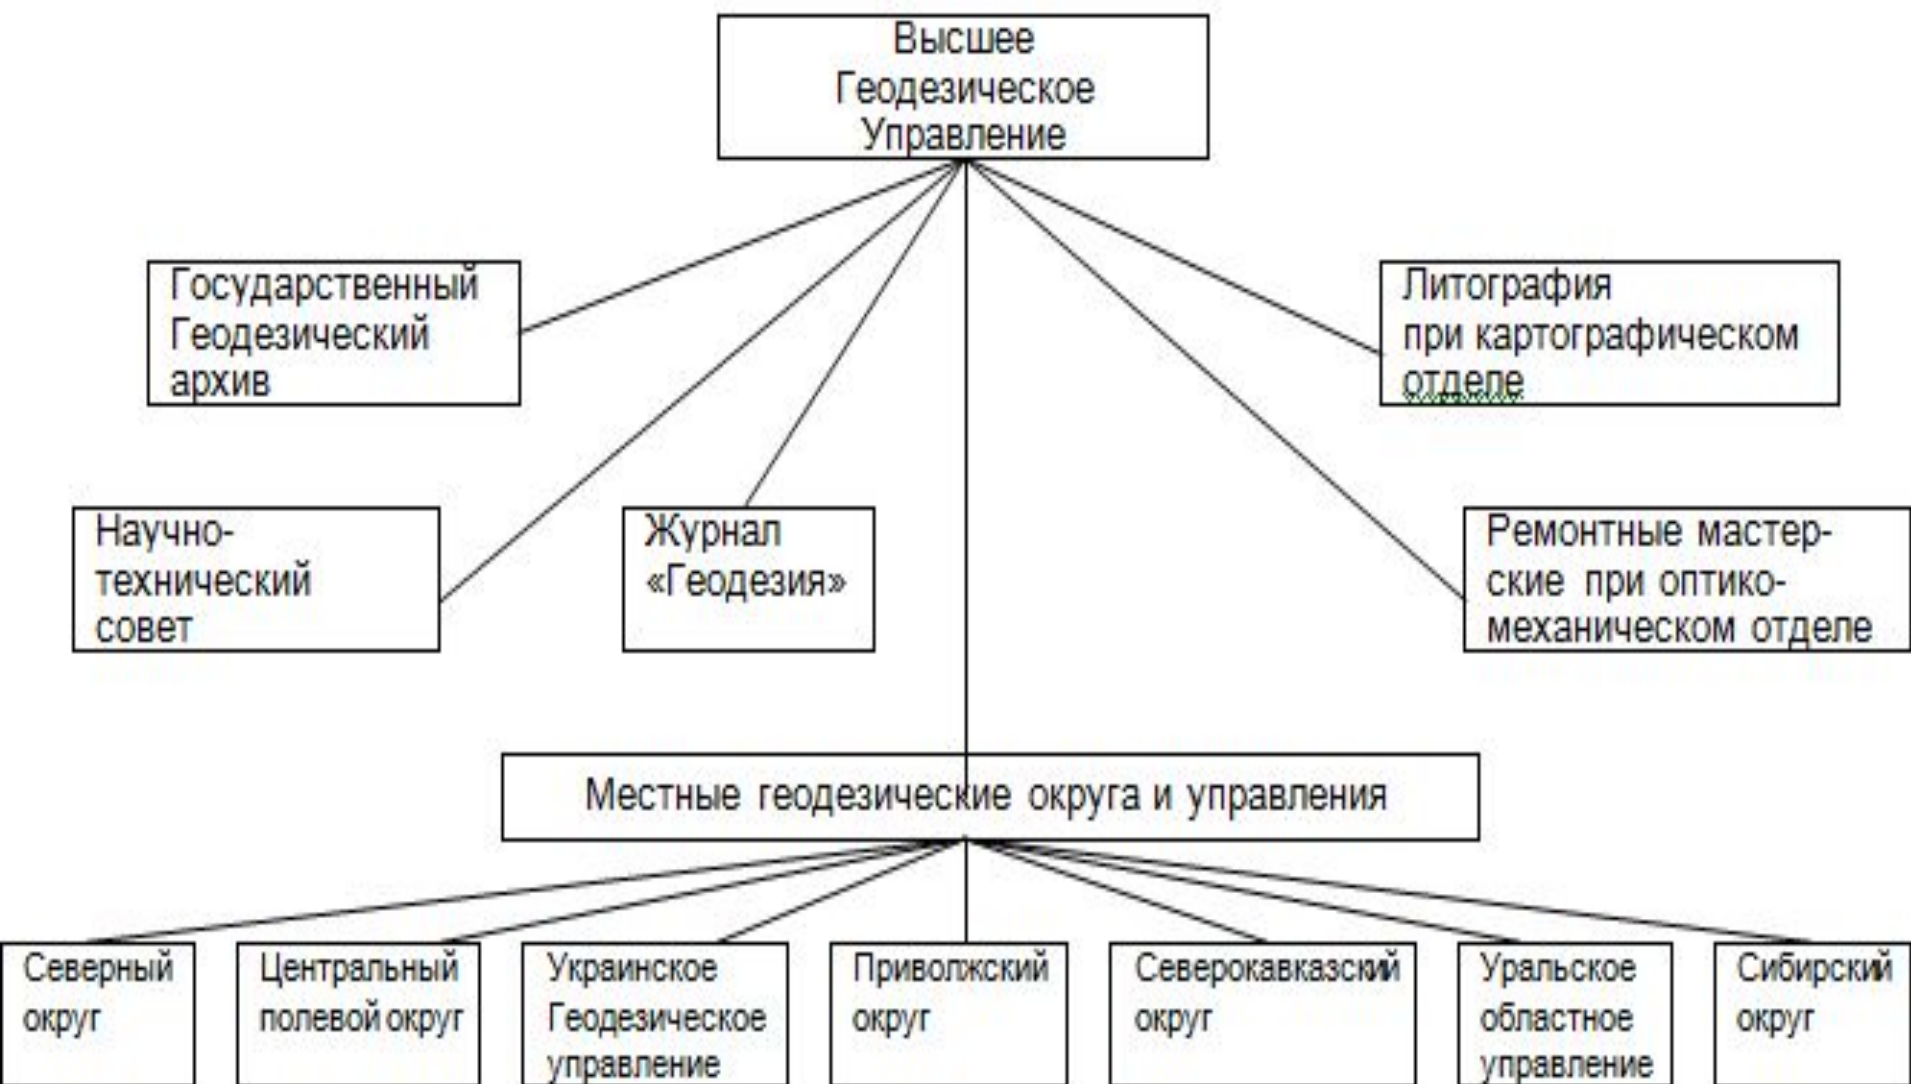 Высшее
Геодезическое
Управление
Государственный
Геодезический
архив
Литография
при картографическом
отделе
Научно-
технический
совет
Журнал
«Геодезия»
Ремонтные мастер-
ские при оптико-
механическом отделе
Местные геодезические округа и управления
Северный
округ
Центральный
полевой округ
Украинское
Геодезическое
управление
Приволжский
округ
Северокавказский
округ
Уральское
областное
управление
Сибирский
округ